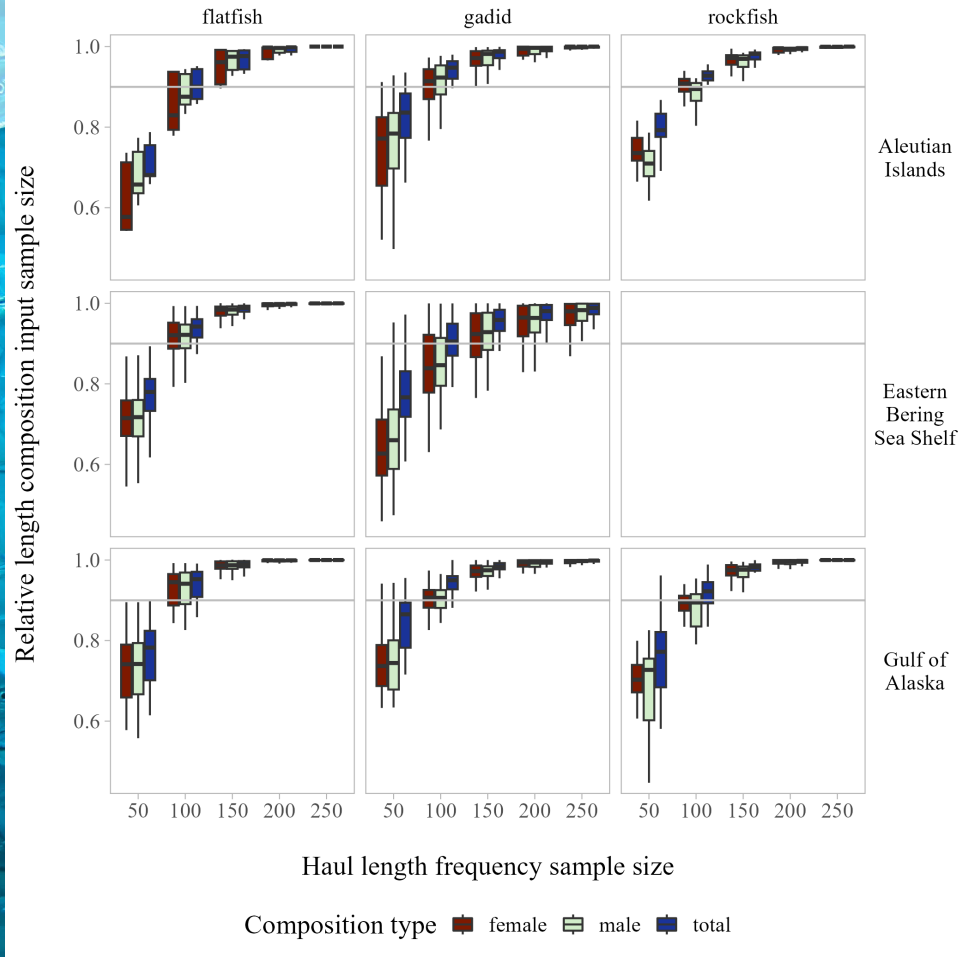 flatfish gadid rockfish
Relative length composition input sample size
1.0
0.8
0.6
Aleutian
Islands
1.0
0.8
0.6
Eastern
Bering
Sea Shelf
1.0
0.8
0.6
Gulf of
Alaska
50 100 150 200 250 50 100 150 200 250 50 100 150 200 250
Haul length frequency sample size
Composition type female male total